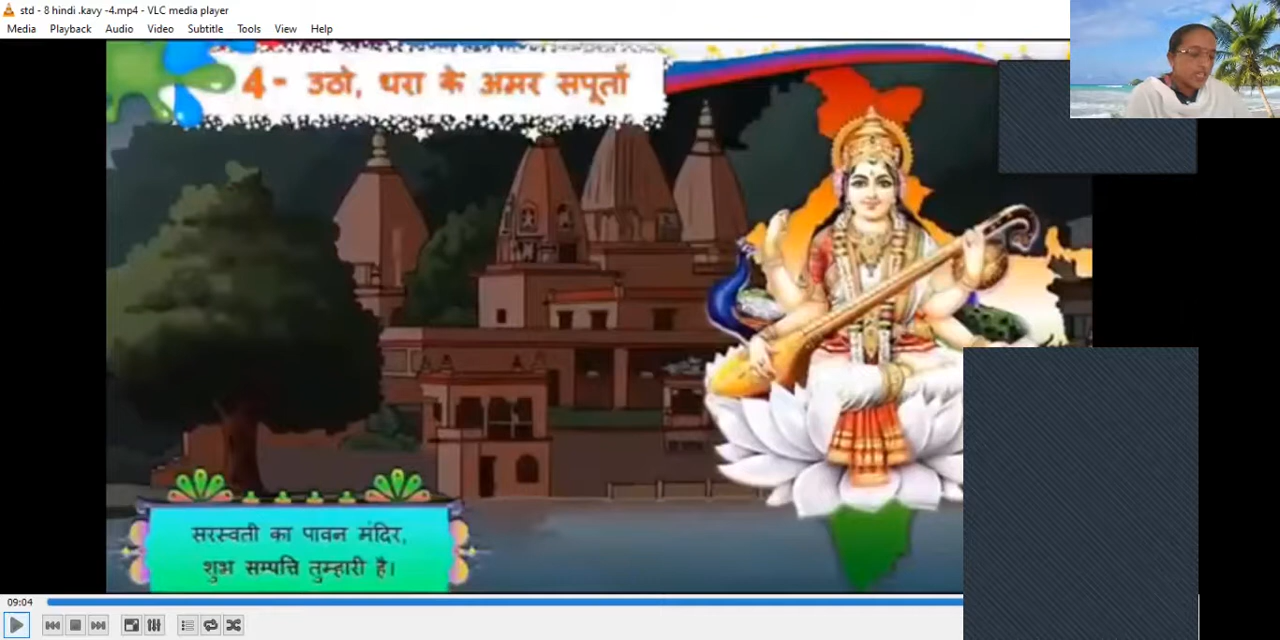 std - 8 hindi .kavy -4.mp4 - VLC media player
Media Playback Audio Video Subtitle Tools View Help
4- उठो, धरा के अमर सपूतों
सरस्वती का पावन मंदिर,
शुभ सम्पत्ति तुम्हारी है।
09:04